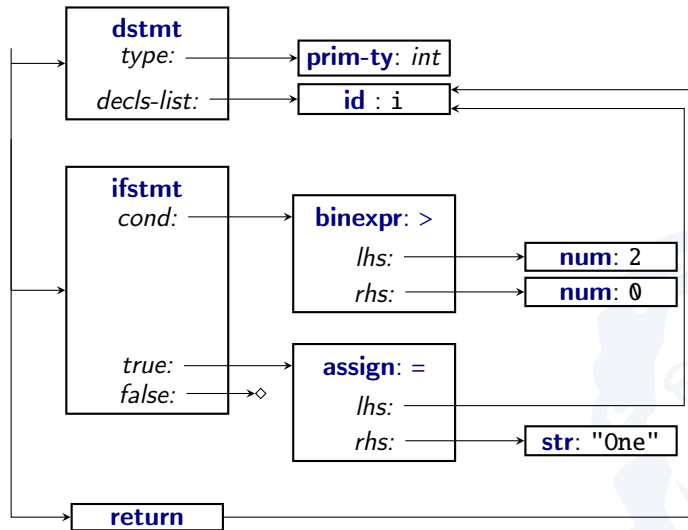 dstmt
type:
prim-ty: int
decls-list:
id : i
ifstmt
cond:
binexpr: >
lhs:
num: 2
rhs:
num: 0
true:
assign: =
false:
lhs:
rhs:
str: "One"
return